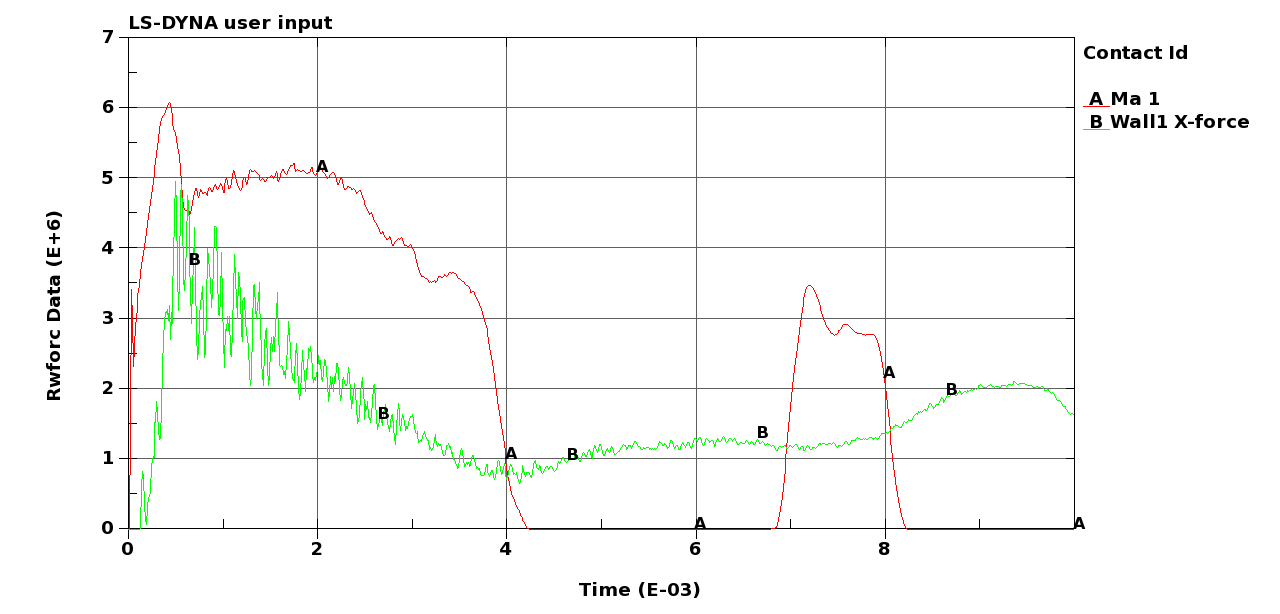 LS-DYNA user input
Contact Id
A Ma 1
B Wall1 X-force
Rwforc Data (E+6)
7
6
5
4
3
2
1
0
A
B
B
A
B
A
B
A
B
A
0 2 4 6 8
Time (E-03)